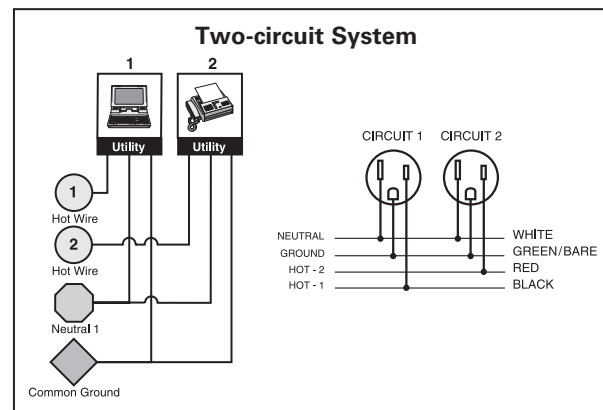 Two-circuit System
1 2
Utility Utility
1
Hot Wire
2
Hot Wire
Neutral 1
Common Ground
CIRCUIT 1 CIRCUIT 2
NEUTRAL WHITE
GROUND GREEN/BARE
HOT - 2 RED
HOT - 1 BLACK